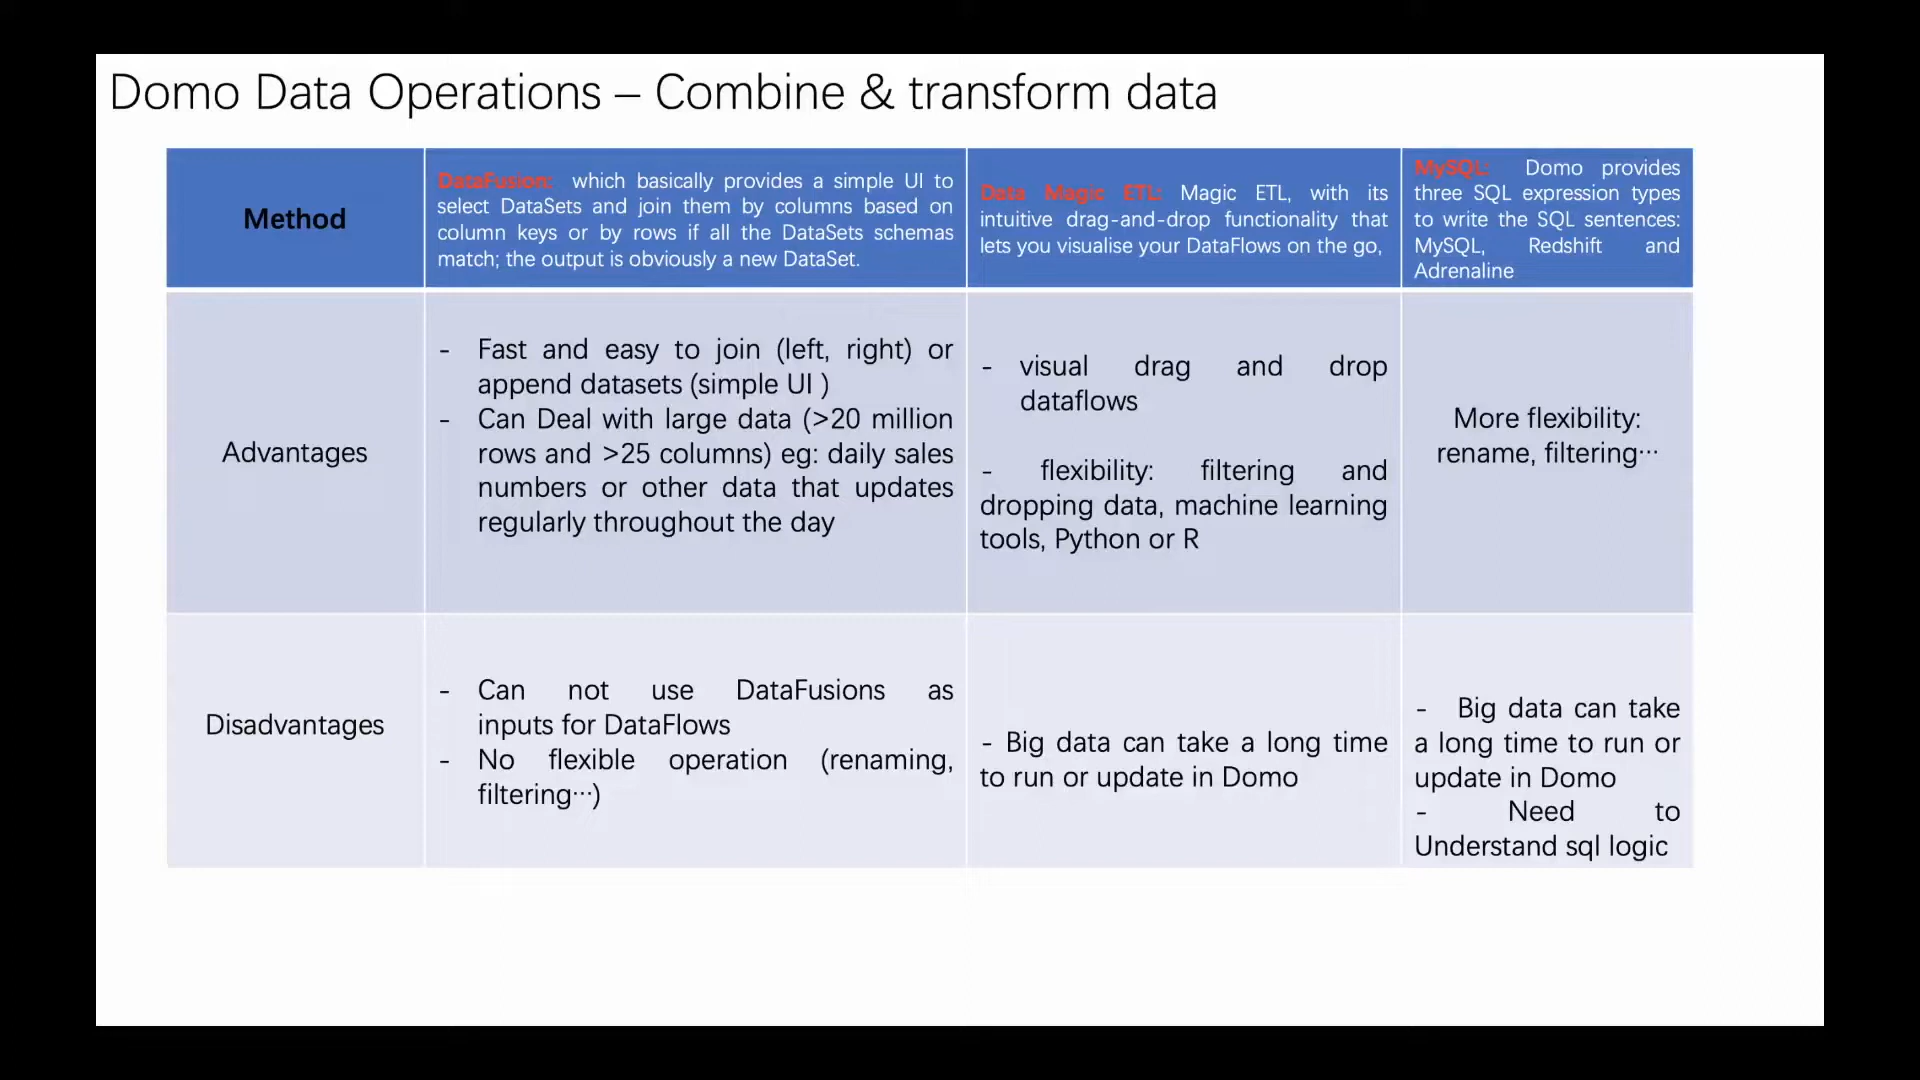 Domo Data Operations – Combine & transform data
Method
DataFusion: which basically provides a simple UI to
select DataSets and join them by columns based on
column keys or by rows if all the DataSets schemas
match; the output is obviously a new DataSet.
Data Magic ETL: Magic ETL, with its
intuitive drag-and-drop functionality that
lets you visualise your DataFlows on the go,
MySQL: Domo provides
three SQL expression types
to write the SQL sentences:
MySQL, Redshift and
Adrenaline
Advantages
- Fast and easy to join (left, right) or
append datasets (simple UI )
- Can Deal with large data (>20 million
rows and >25 columns) eg: daily sales
numbers or other data that updates
regularly throughout the day
- visual drag and drop
dataflows
- flexibility: filtering and
dropping data, machine learning
tools, Python or R
More flexibility:
rename, filtering…
Disadvantages
- Can not use DataFusions as
inputs for DataFlows
- No flexible operation (renaming,
filtering…)
- Big data can take a long time
to run or update in Domo
- Big data can take
a long time to run or
update in Domo
- Need to
Understand sql logic